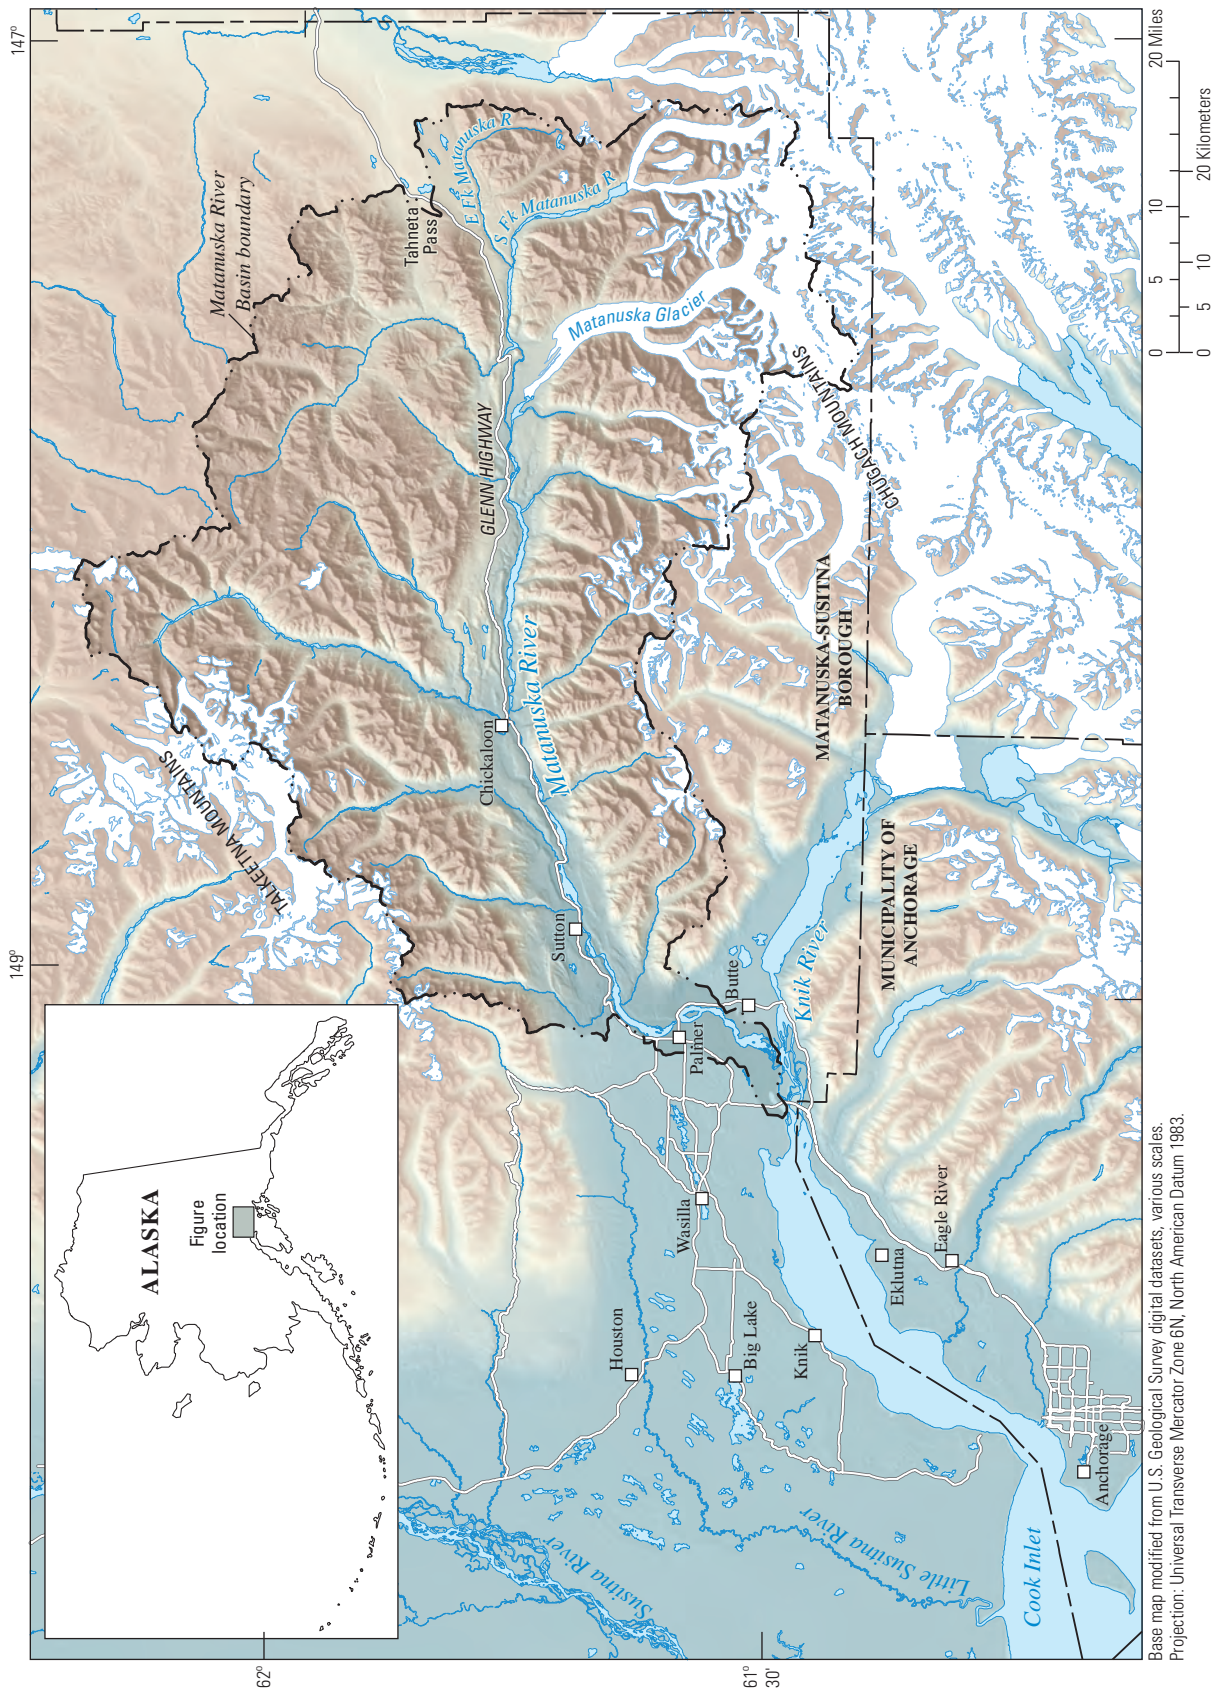 149°
147°
62°
61°
30'
ALASKA
Figure
location
TALKEETNA MOUNTAINS
Matanuska River
Basin boundary
Tahneta
Pass
E Fk Matanuska R
S Fk Matanuska R
GLENN HIGHWAY
Matanuska Glacier
Chickaloon
Matanuska River
Sutton
CHUGACH MOUNTAINS
MATANUSKA-SUSITNA
BOROUGH
MUNICIPALITY OF
ANCHORAGE
Knik River
Butte
Palmer
Wasilla
Houston
Big Lake
Knik
Eklutna
Eagle River
Anchorage
Susitna River
Little Susitna River
Cook Inlet
Base map modified from U.S. Geological Survey digital datasets, various scales.
Projection: Universal Transverse Mercator Zone 6N, North American Datum 1983.
0 5 10 20 Miles
0 5 10 20 Kilometers